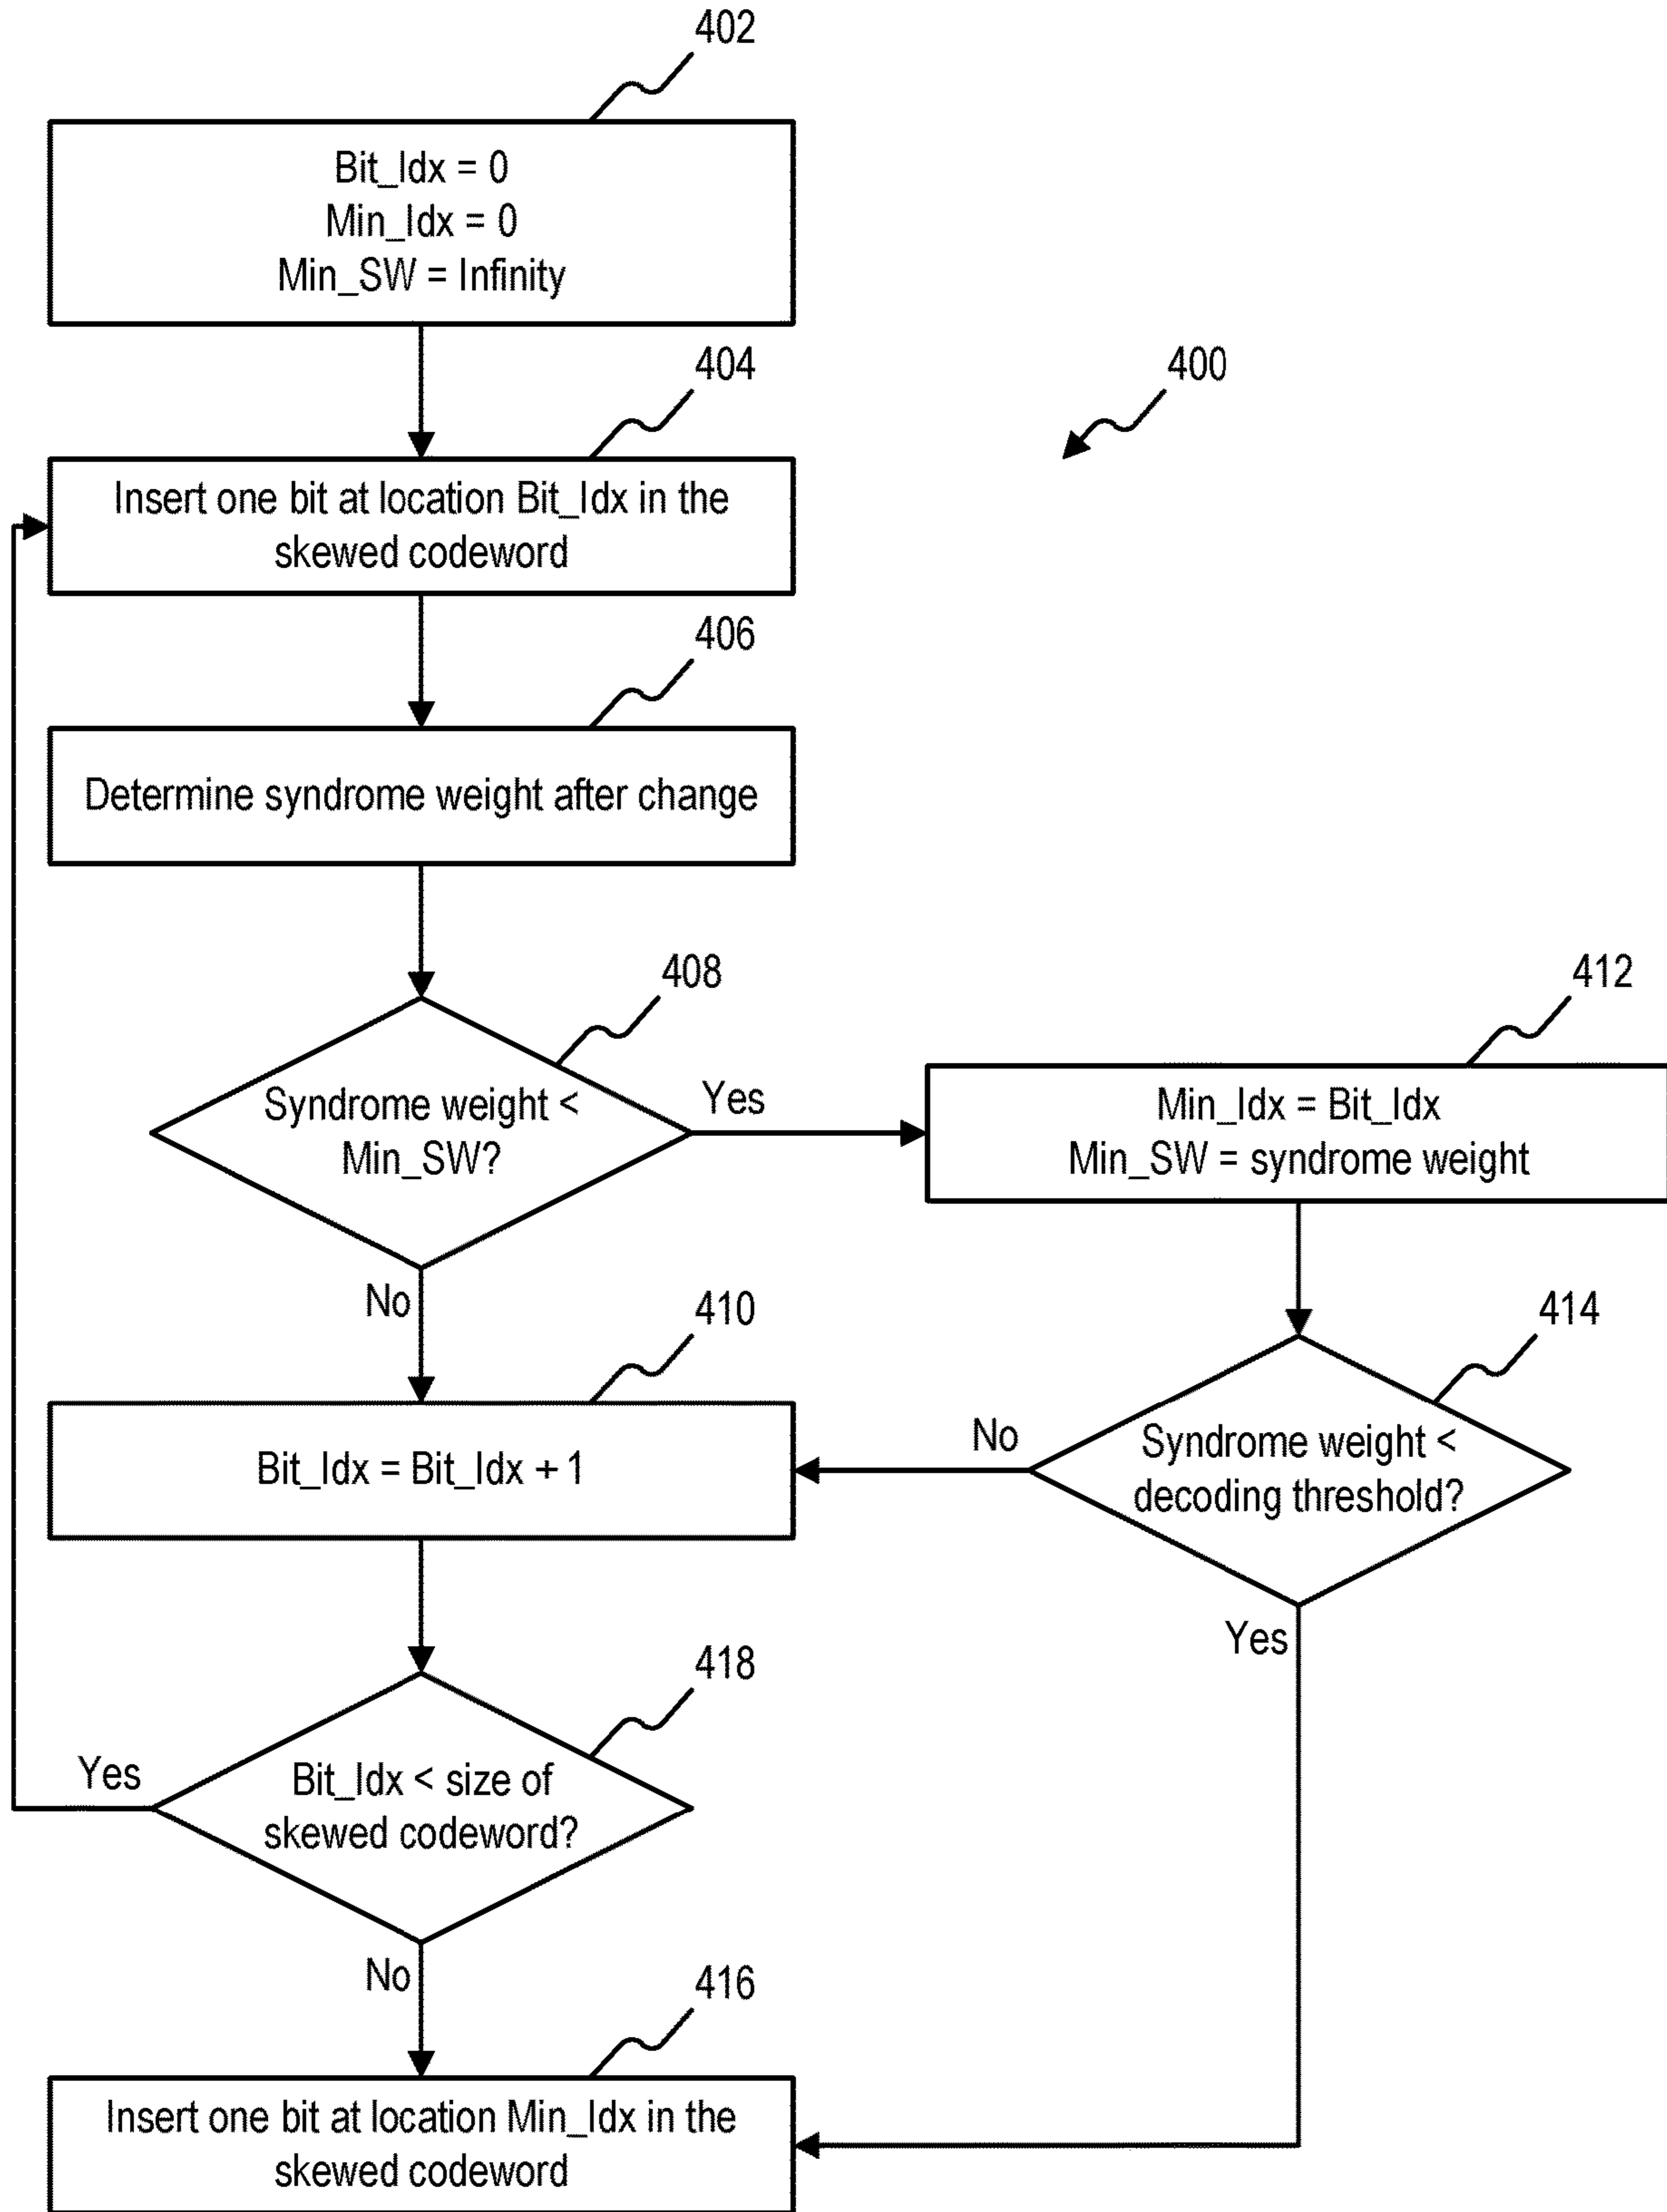 402
Bit_Idx = 0
Min_Idx = 0
Min_SW = Infinity
404
400
Insert one bit at location Bit_Idx in the
skewed codeword
406
Determine syndrome weight after change
408
412
Syndrome weight <
Min_SW?
Yes
Min_Idx = Bit_Idx
Min_SW = syndrome weight
No
410
414
Bit_Idx = Bit_Idx + 1
No
Syndrome weight <
decoding threshold?
Yes
418
Yes
Bit_Idx < size of
skewed codeword?
No
416
Insert one bit at location Min_Idx in the
skewed codeword